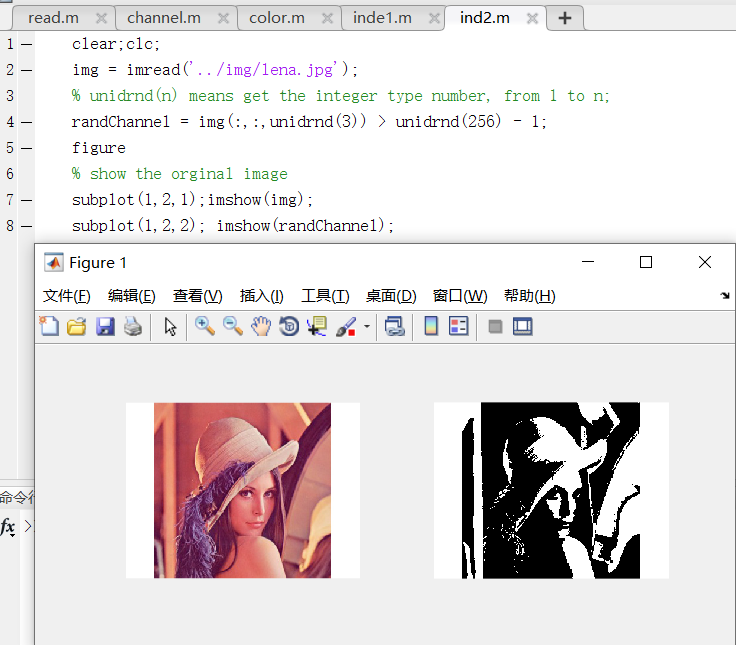 read.m channel.m color.m inde1.m ind2.m
1 clear;clc;
2 img = imread('../img/lena.jpg');
3 % unidrnd(n) means get the integer type number, from 1 to n;
4 randChannel = img(:,:,unidrnd(3)) > unidrnd(256) - 1;
5 figure
6 % show the orginal image
7 subplot(1,2,1);imshow(img);
8 subplot(1,2,2); imshow(randChannel);
Figure 1
文件(F) 编辑(E) 查看(V) 插入(I) 工具(T) 桌面(D) 窗口(W) 帮助(H)
命令行
fx >